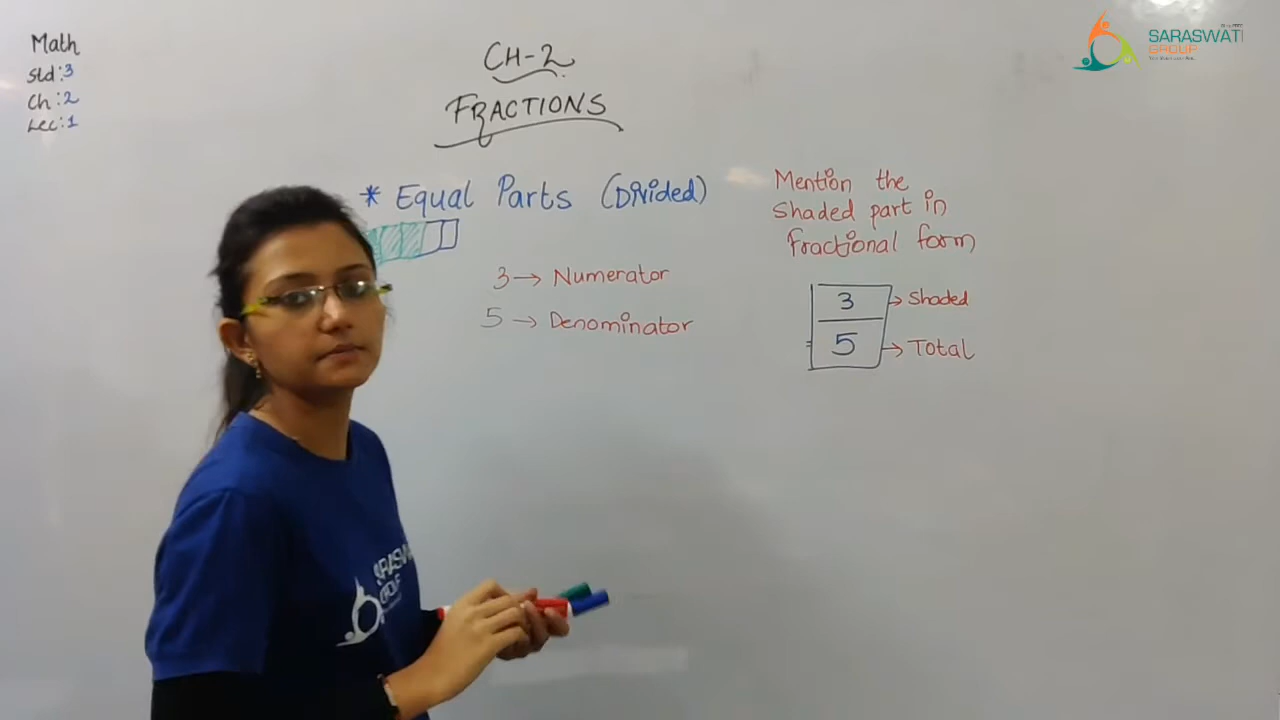 Math
Std:3
Ch:2
Lec:1
CH-2
FRACTIONS
* Equal Parts (Divided)
3 → Numerator
5 → Denominator
Mention the
Shaded part in
Fractional form
3 → Shaded
5 → Total
SARASWATI
GROUP
GROUP